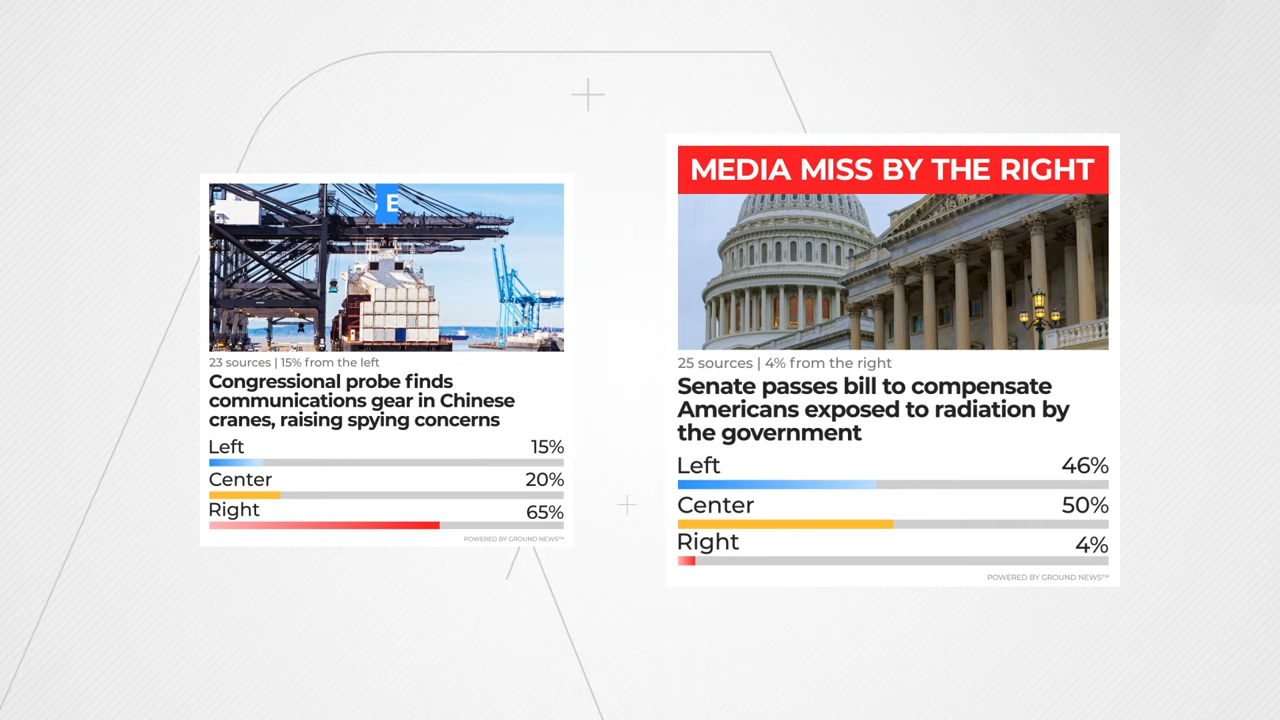 23 sources | 15% from the left
Congressional probe finds
communications gear in Chinese
cranes, raising spying concerns
Left 15%
Center 20%
Right 65%
POWERED BY GROUND NEWS™
MEDIA MISS BY THE RIGHT
25 sources | 4% from the right
Senate passes bill to compensate
Americans exposed to radiation by
the government
Left 46%
Center 50%
Right 4%
POWERED BY GROUND NEWS™